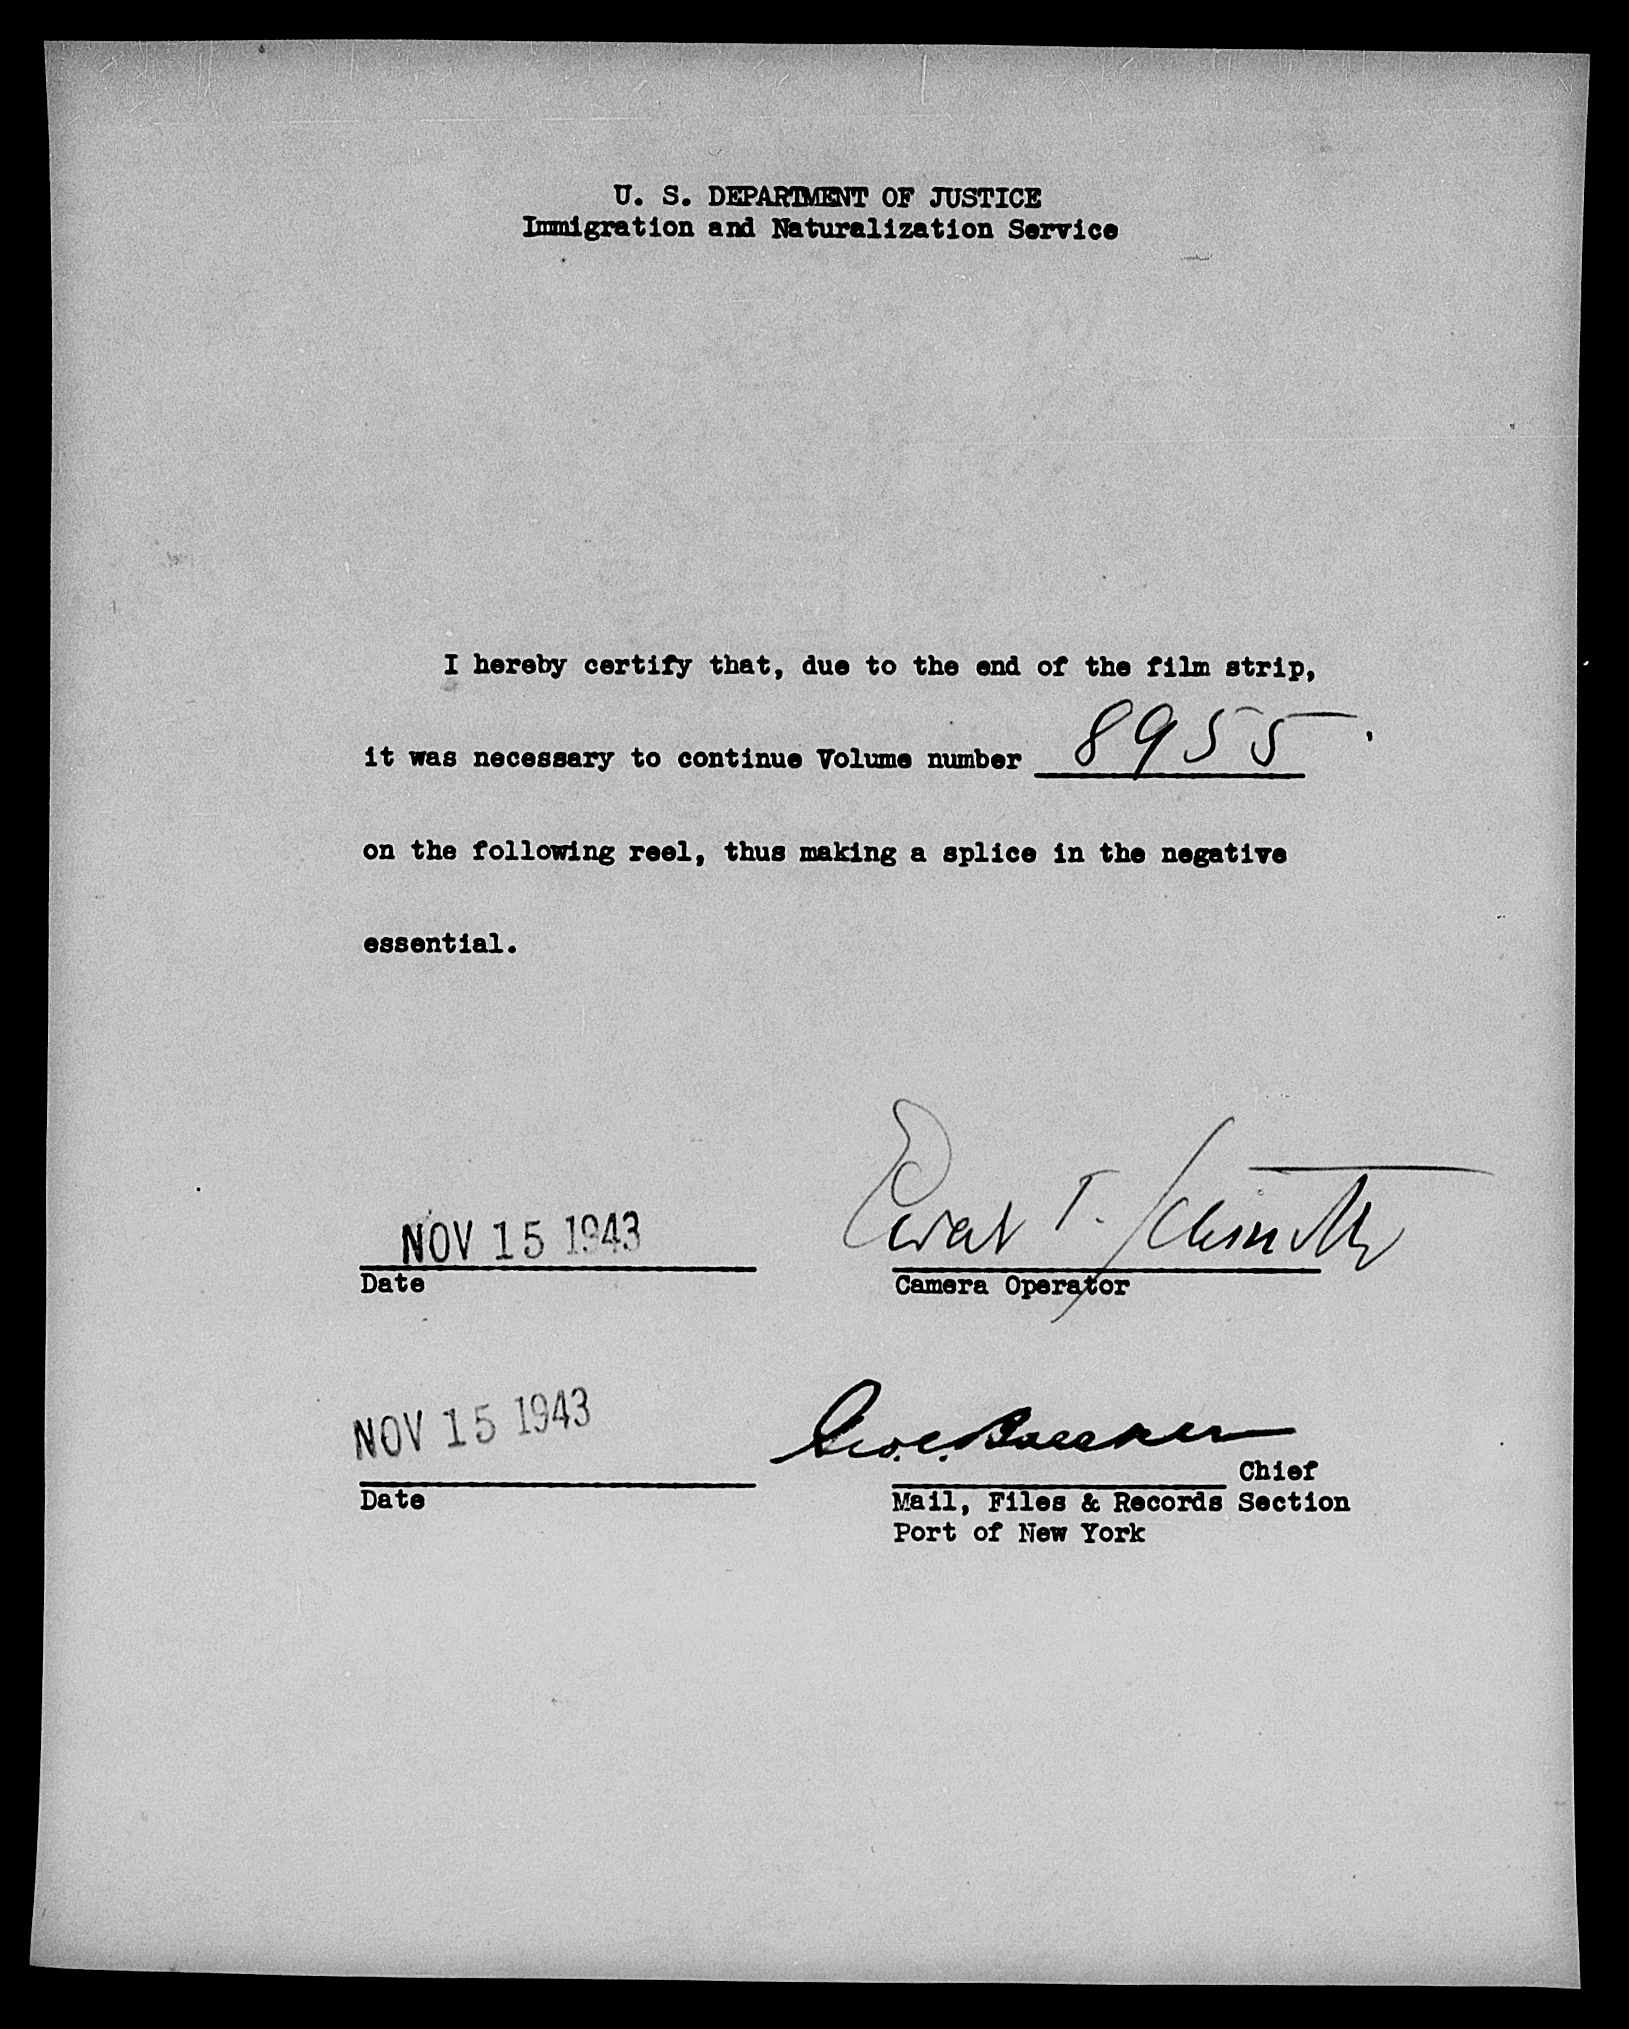 U. S. DEPARTMENT OF JUSTICE
Immigration and Naturalization Service
I hereby certify that, due to the end of the film strip,
it was necessary to continue Volume number 8955.
on the following reel, thus making a splice in the negative
essential.
NOV 15 1943
Date
T.
Camera Operator
NOV 15 1943
Date
Geo. C.
Chief
Mail, Files & Records Section
Port of New York